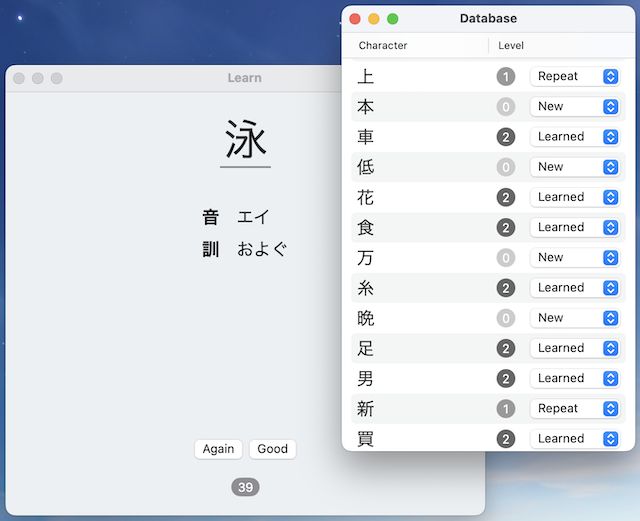 Learn
泳
音 エイ
訓 およぐ
Again Good
39
Database
Character Level
上 1 Repeat
本 0 New
車 2 Learned
低 0 New
花 2 Learned
食 2 Learned
万 0 New
糸 2 Learned
晩 0 New
足 2 Learned
男 2 Learned
新 1 Repeat
買 2 Learned